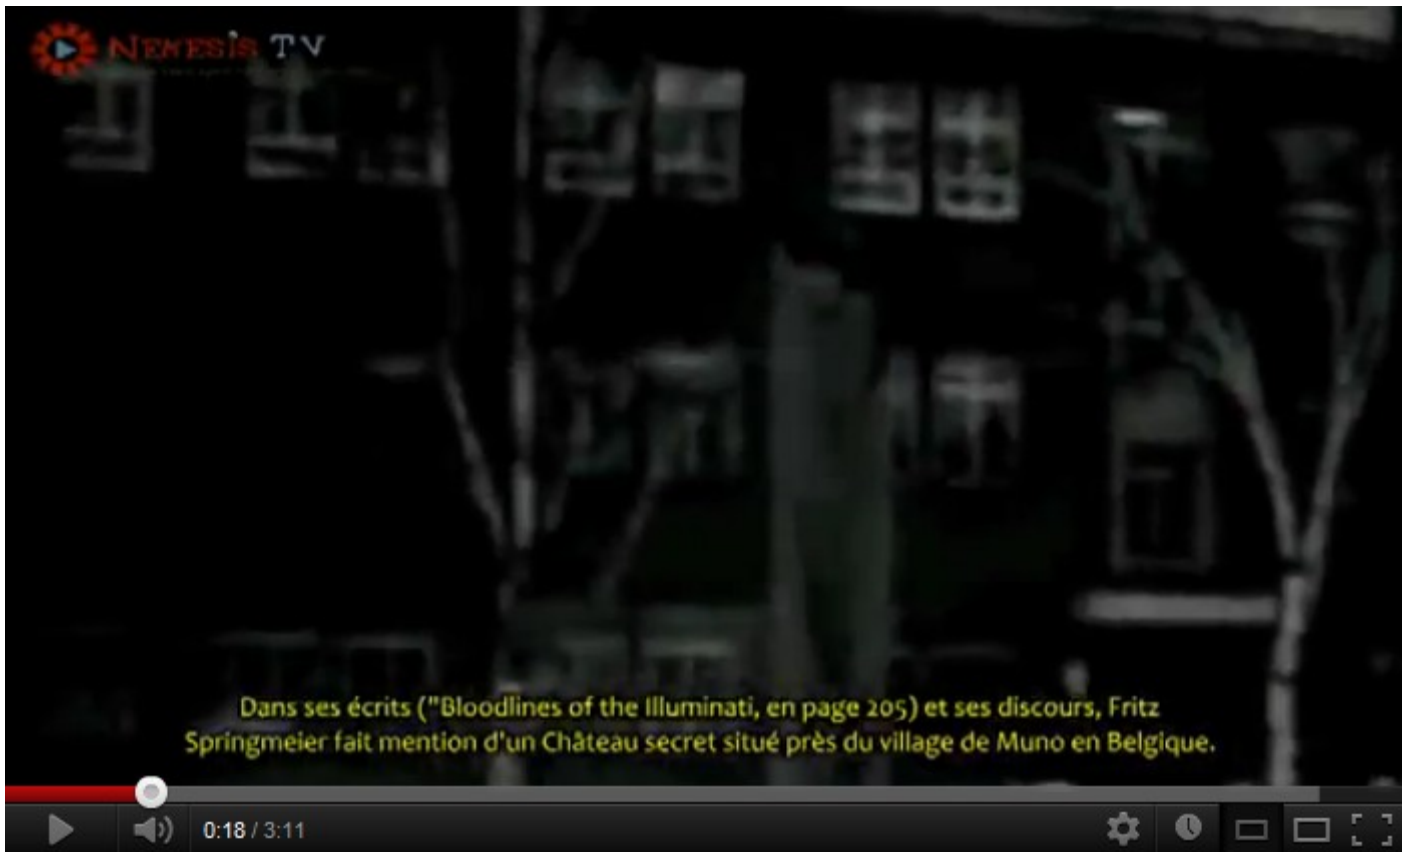 NEMESIS TV
Dans ses écrits ("Bloodlines of the Illuminati, en page 205) et ses discours, Fritz
Springmeier fait mention d'un Château secret situé près du village de Muno en Belgique.
0:18 / 3:11